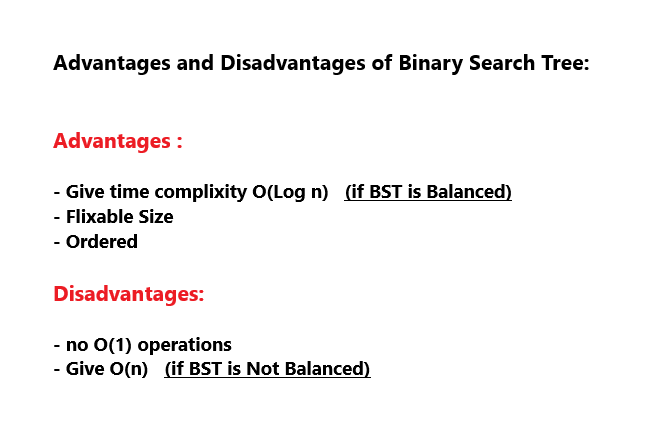 Advantages and Disadvantages of Binary Search Tree:
Advantages :
- Give time complixity O(Log n) (if BST is Balanced)
- Flixable Size
- Ordered
Disadvantages:
- no O(1) operations
- Give O(n) (if BST is Not Balanced)